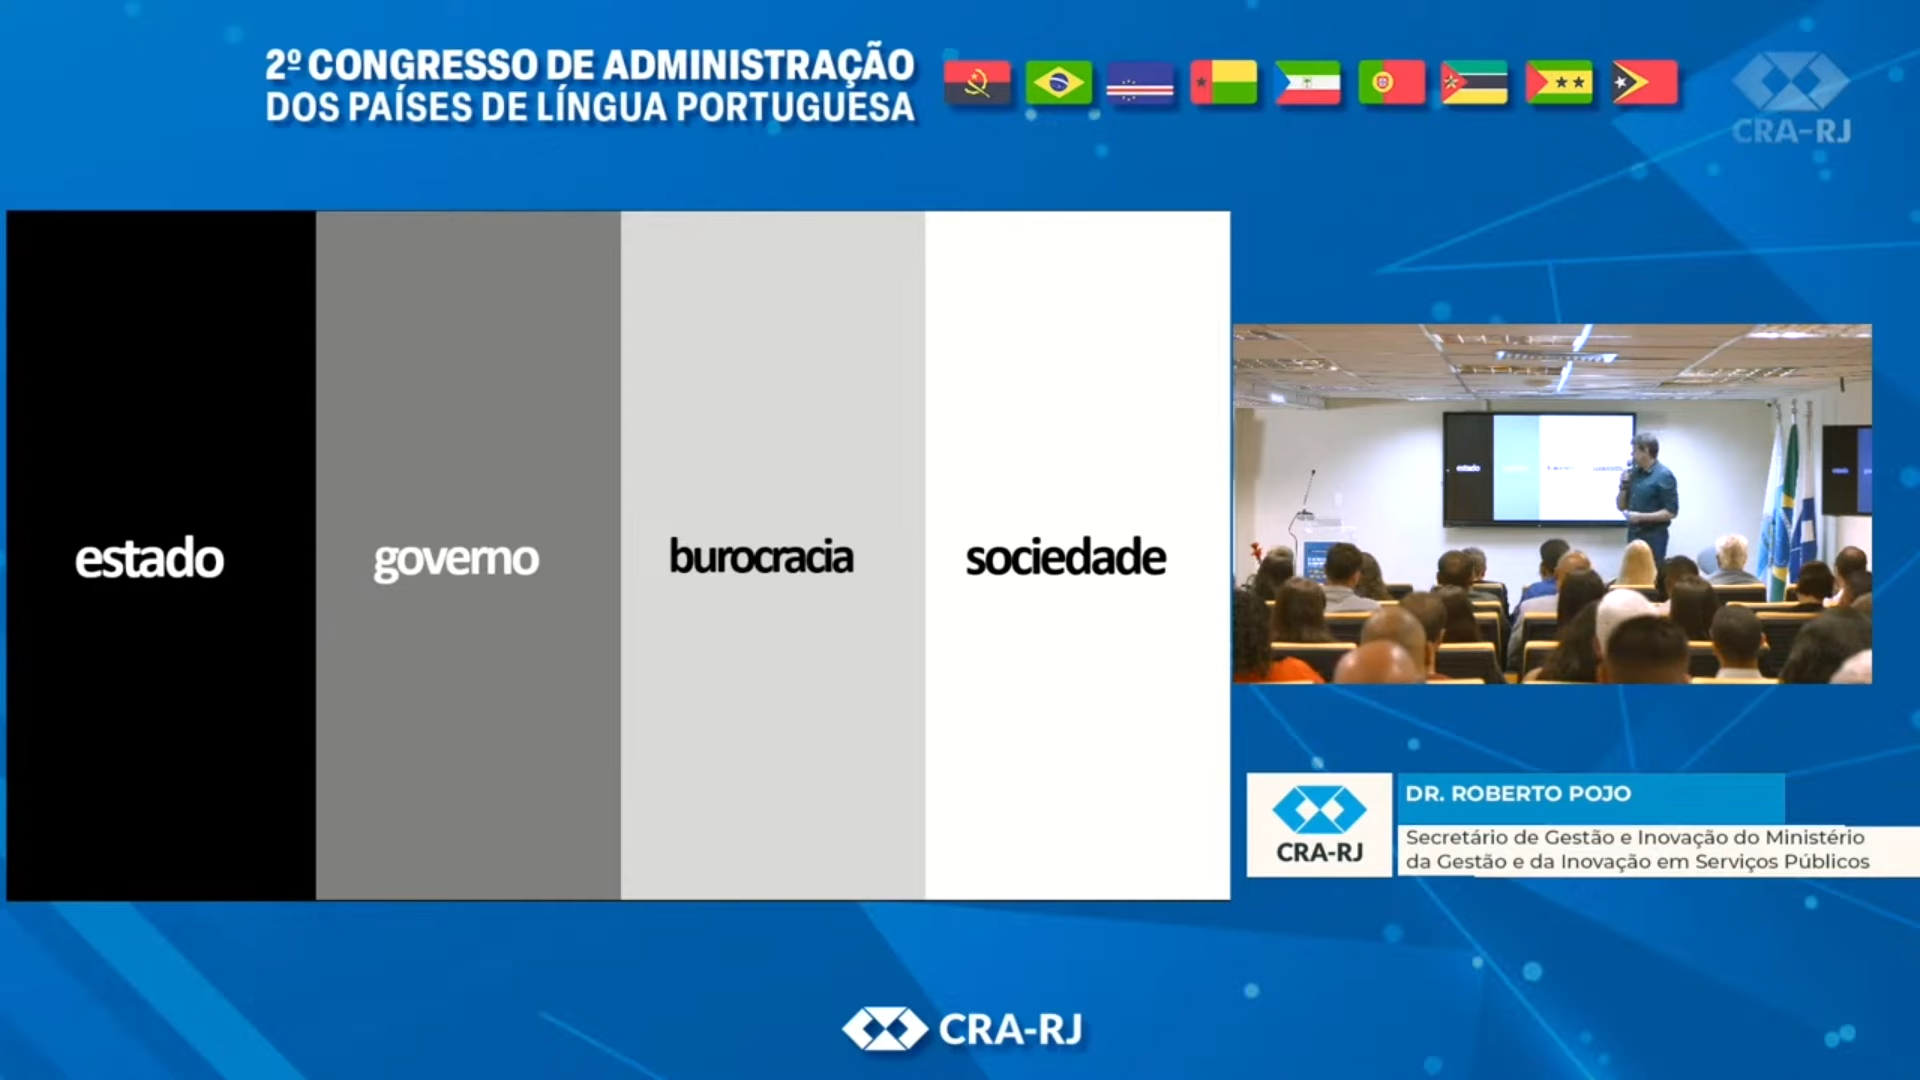 2º CONGRESSO DE ADMINISTRAÇÃO
DOS PAÍSES DE LÍNGUA PORTUGUESA
CRA-RJ
estado
governo
burocracia
sociedade
estado
CRA-RJ
DR. ROBERTO POJO
Secretário de Gestão e Inovação do Ministério
da Gestão e da Inovação em Serviços Públicos
CRA-RJ